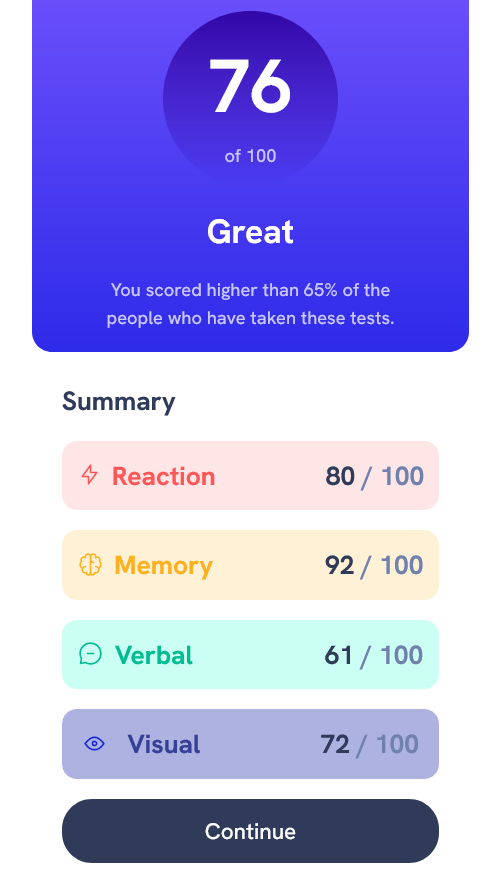 76
of 100
Great
You scored higher than 65% of the
people who have taken these tests.
Summary
Reaction 80 / 100
Memory 92 / 100
Verbal 61 / 100
Visual 72 / 100
Continue